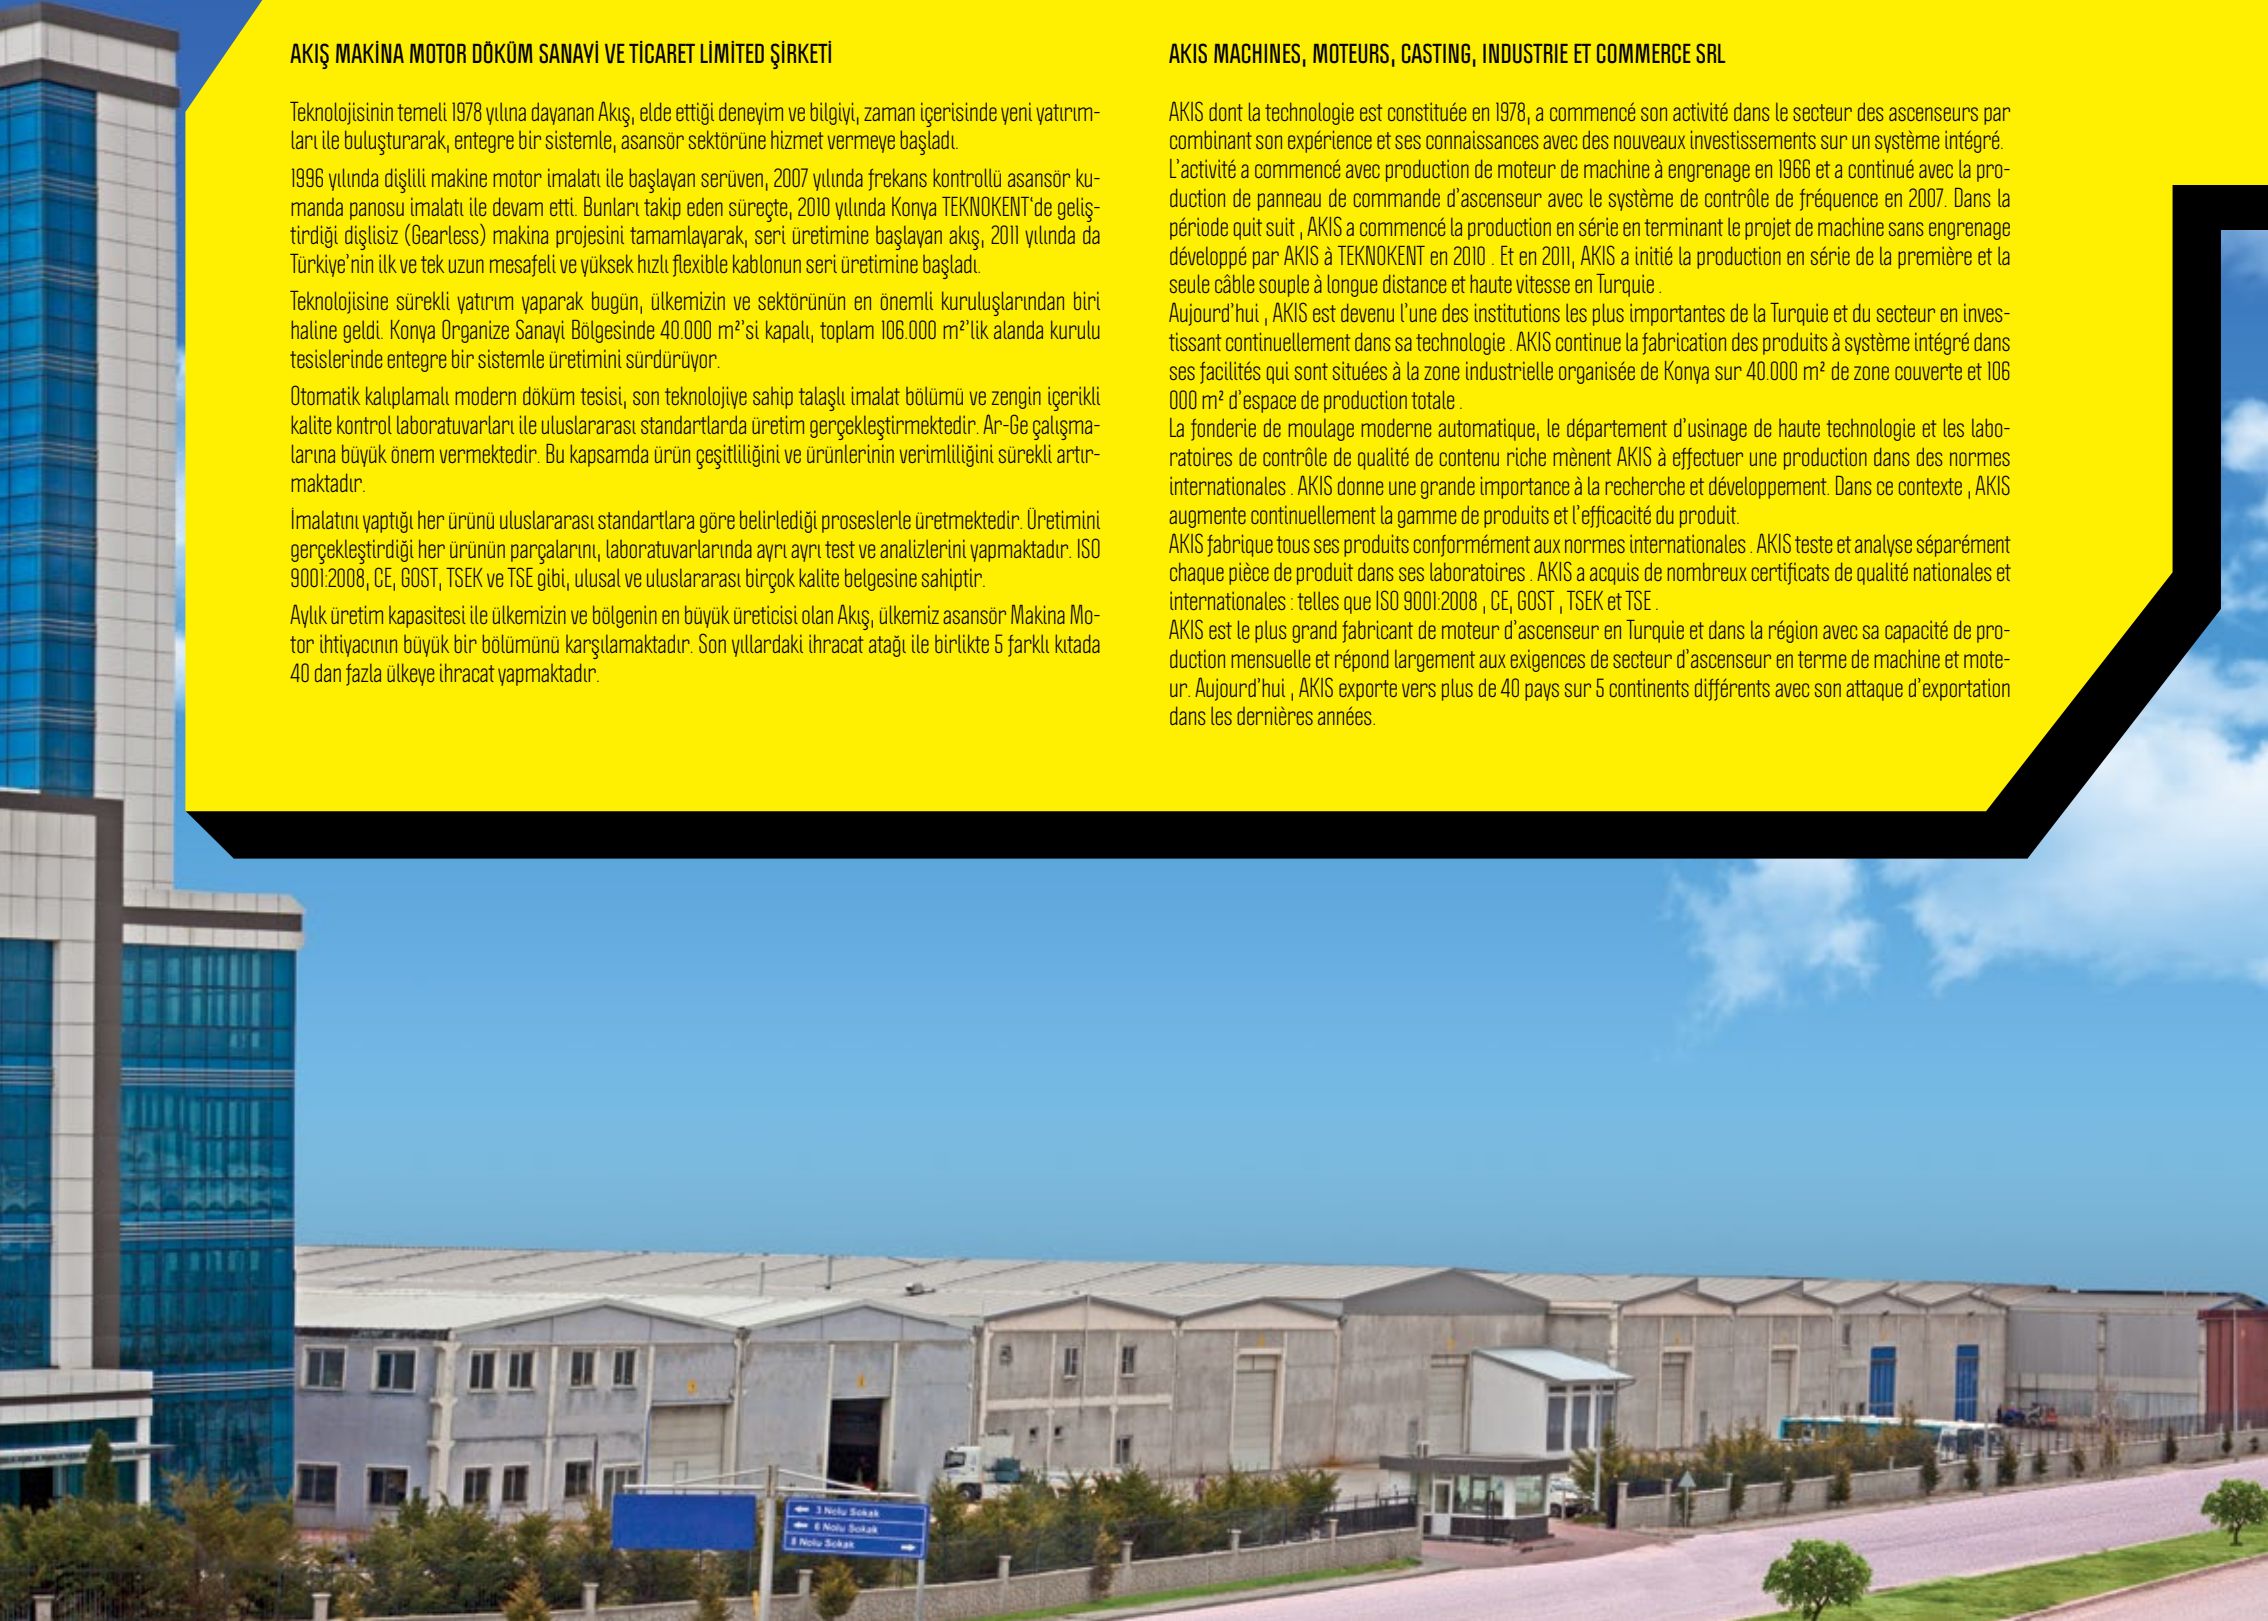 AKIŞ MAKİNA MOTOR DÖKÜM SANAYİ VE TİCARET LİMİTED ŞİRKETİ
Teknolojisinin temeli 1978 yılına dayanan Akış, elde ettiği deneyim ve bilgiyi, zaman içerisinde yeni yatırım-
ları ile buluşturarak, entegre bir sistemle, asansör sektörüne hizmet vermeye başladı.
1996 yılında dişlili makine motor imalatı ile başlayan serüven, 2007 yılında frekans kontrollü asansör ku-
manda panosu imalatı ile devam etti. Bunları takip eden süreçte, 2010 yılında Konya TEKNOKENT‘de geliş-
tirdiği dişlisiz (Gearless) makina projesini tamamlayarak, seri üretimine başlayan akış, 2011 yılında da
Türkiye’nin ilk ve tek uzun mesafeli ve yüksek hızlı flexible kablonun seri üretimine başladı.
Teknolojisine sürekli yatırım yaparak bugün, ülkemizin ve sektörünün en önemli kuruluşlarından biri
haline geldi. Konya Organize Sanayi Bölgesinde 40.000 m²’si kapalı, toplam 106.000 m²’lik alanda kurulu
tesislerinde entegre bir sistemle üretimini sürdürüyor.
Otomatik kalıplamalı modern döküm tesisi, son teknolojiye sahip talaşlı imalat bölümü ve zengin içerikli
kalite kontrol laboratuvarları ile uluslararası standartlarda üretim gerçekleştirmektedir. Ar-Ge çalışma-
larına büyük önem vermektedir. Bu kapsamda ürün çeşitliliğini ve ürünlerinin verimliliğini sürekli artır-
maktadır.
İmalatını yaptığı her ürünü uluslararası standartlara göre belirlediği proseslerle üretmektedir. Üretimini
gerçekleştirdiği her ürünün parçalarını, laboratuvarlarında ayrı ayrı test ve analizlerini yapmaktadır. ISO
9001:2008, CE, GOST, TSEK ve TSE gibi, ulusal ve uluslararası birçok kalite belgesine sahiptir.
Aylık üretim kapasitesi ile ülkemizin ve bölgenin en büyük üreticisi olan Akış, ülkemiz asansör Makina Mo-
tor ihtiyacının büyük bir bölümünü karşılamaktadır. Son yıllardaki ihracat atağı ile birlikte 5 farklı kıtada
40 dan fazla ülkeye ihracat yapmaktadır.
AKIS MACHINES, MOTEURS, CASTING, INDUSTRIE ET COMMERCE SRL
AKIS dont la technologie est constituée en 1978, a commencé son activité dans le secteur des ascenseurs par
combinant son expérience et ses connaissances avec des nouveaux investissements sur un système intégré.
L’activité a commencé avec production de moteur de machine à engrenage en 1966 et a continué avec la pro-
duction de panneau de commande d’ascenseur avec le système de contrôle de fréquence en 2007. Dans la
période quit suit , AKIS a commencé la production en série en terminant le projet de machine sans engrenage
développé par AKIS à TEKNOKENT en 2010 . Et en 2011, AKIS a initié la production en série de la première et la
seule câble souple à longue distance et haute vitesse en Turquie .
Aujourd’hui , AKIS est devenu l’une des institutions les plus importantes de la Turquie et du secteur en inves-
tissant continuellement dans sa technologie . AKIS continue la fabrication des produits à système intégré dans
ses facilités qui sont situées à la zone industrielle organisée de Konya sur 40.000 m² de zone couverte et 106
000 m² d’espace de production totale .
La fonderie de moulage moderne automatique, le département d’usinage de haute technologie et les labo-
ratoires de contrôle de qualité de contenu riche mènent AKIS à effectuer une production dans des normes
internationales . AKIS donne une grande importance à la recherche et développement. Dans ce contexte , AKIS
augmente continuellement la gamme de produits et l’efficacité du produit.
AKIS fabrique tous ses produits conformément aux normes internationales . AKIS teste et analyse séparément
chaque pièce de produit dans ses laboratoires . AKIS a acquis de nombreux certificats de qualité nationales et
internationales : telles que ISO 9001:2008 , CE, GOST , TSEK et TSE .
AKIS est le plus grand fabricant de moteur d’ascenseur en Turquie et dans la région avec sa capacité de pro-
duction mensuelle et répond largement aux exigences de secteur d’ascenseur en terme de machine et mote-
ur. Aujourd’hui , AKIS exporte vers plus de 40 pays sur 5 continents différents avec son attaque d’exportation
dans les dernières années.
3 Nolu Sokak
6 Nolu Sokak
8 Nolu Sokak